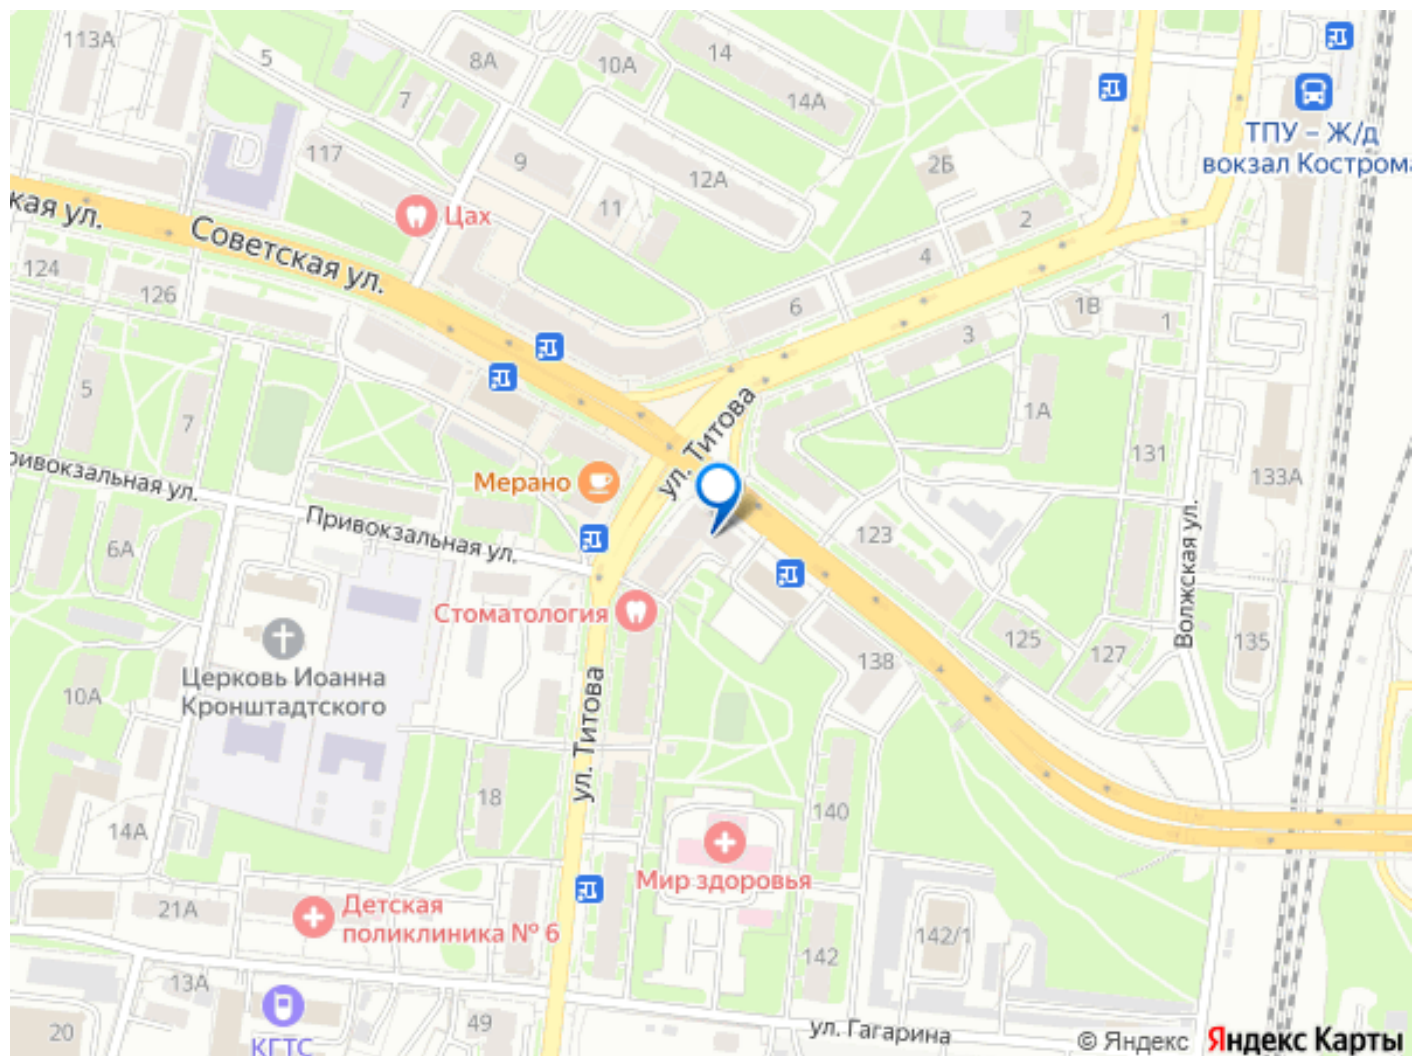 113А
5
8А
10А
14
7
14А
ТПУ – Ж/д
вокзал Кострома
117
9
12А
2Б
11
кая ул.
Цах
2
Советская ул.
124
126
4
6
1В
1
3
5
7
ул. Титова
1А
131
133А
Мерано
ривокзальная ул.
Привокзальная ул.
6А
123
Волжская ул.
Стоматология
125
127
135
138
Церковь Иоанна
Кронштадтского
10А
ул. Титова
18
140
14А
Мир здоровья
21А
Детская
поликлиника № 6
142/1
142
13А
20
КГТС
49
ул. Гагарина
© Яндекс
Яндекс Карты